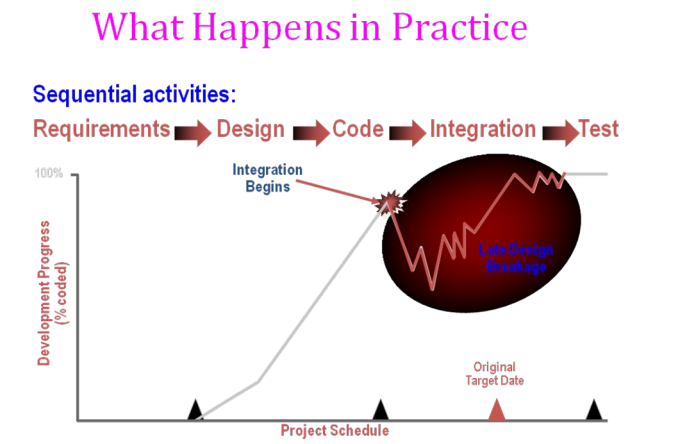 What Happens in Practice
Sequential activities:
Requirements Design Code Integration Test
100%
Integration
Begins
Late Design
Breakage
Development Progress
(% coded)
Original
Target Date
Project Schedule